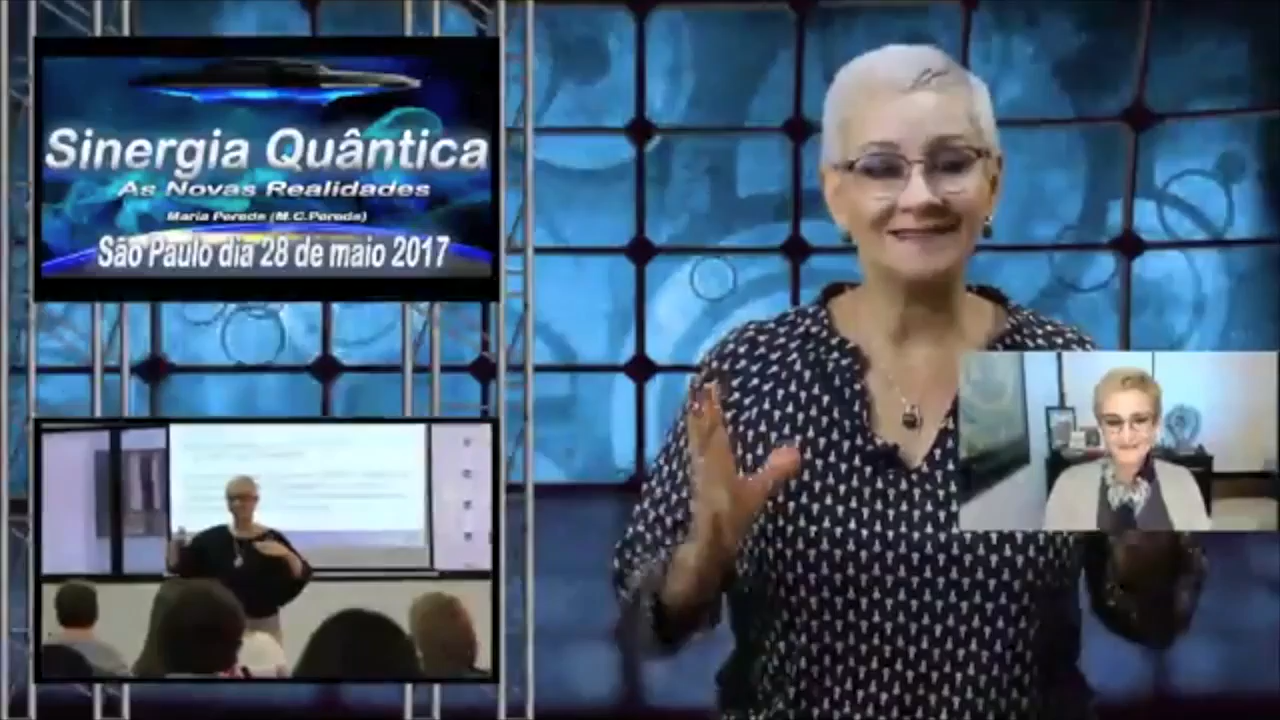 Sinergia Quântica
As Novas Realidades
Maria Pereda (M.C.Pereda)
São Paulo dia 28 de maio 2017